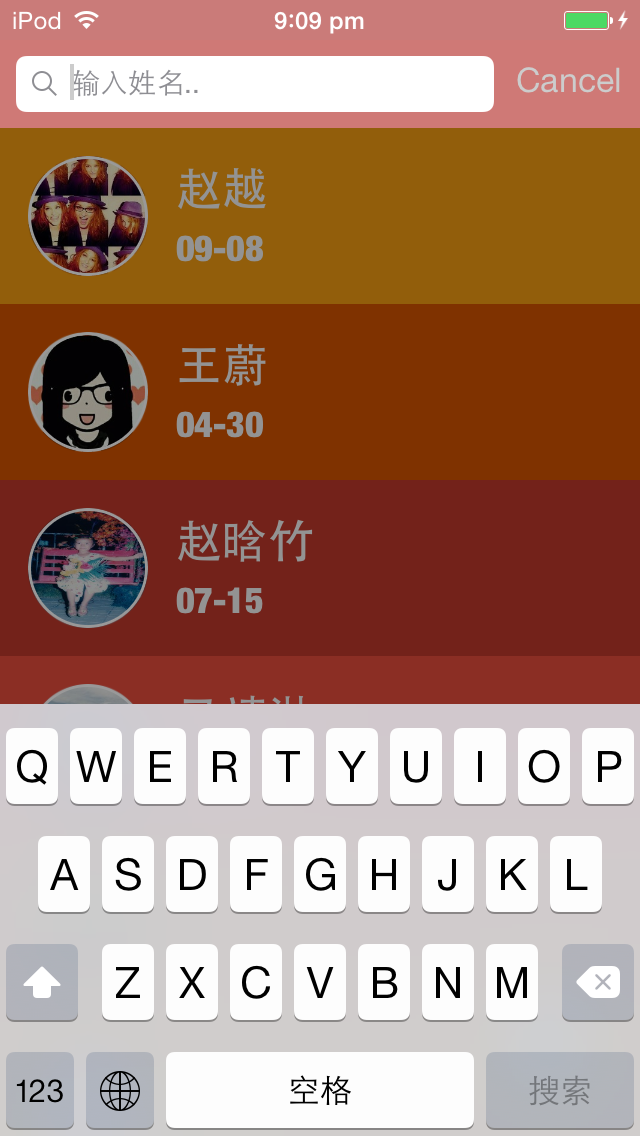 iPod 9:09 pm
输入姓名.. Cancel
赵越
09-08
王蔚
04-30
赵晗竹
07-15
Q W E R T Y U I O P
A S D F G H J K L
Z X C V B N M
123 空格 搜索